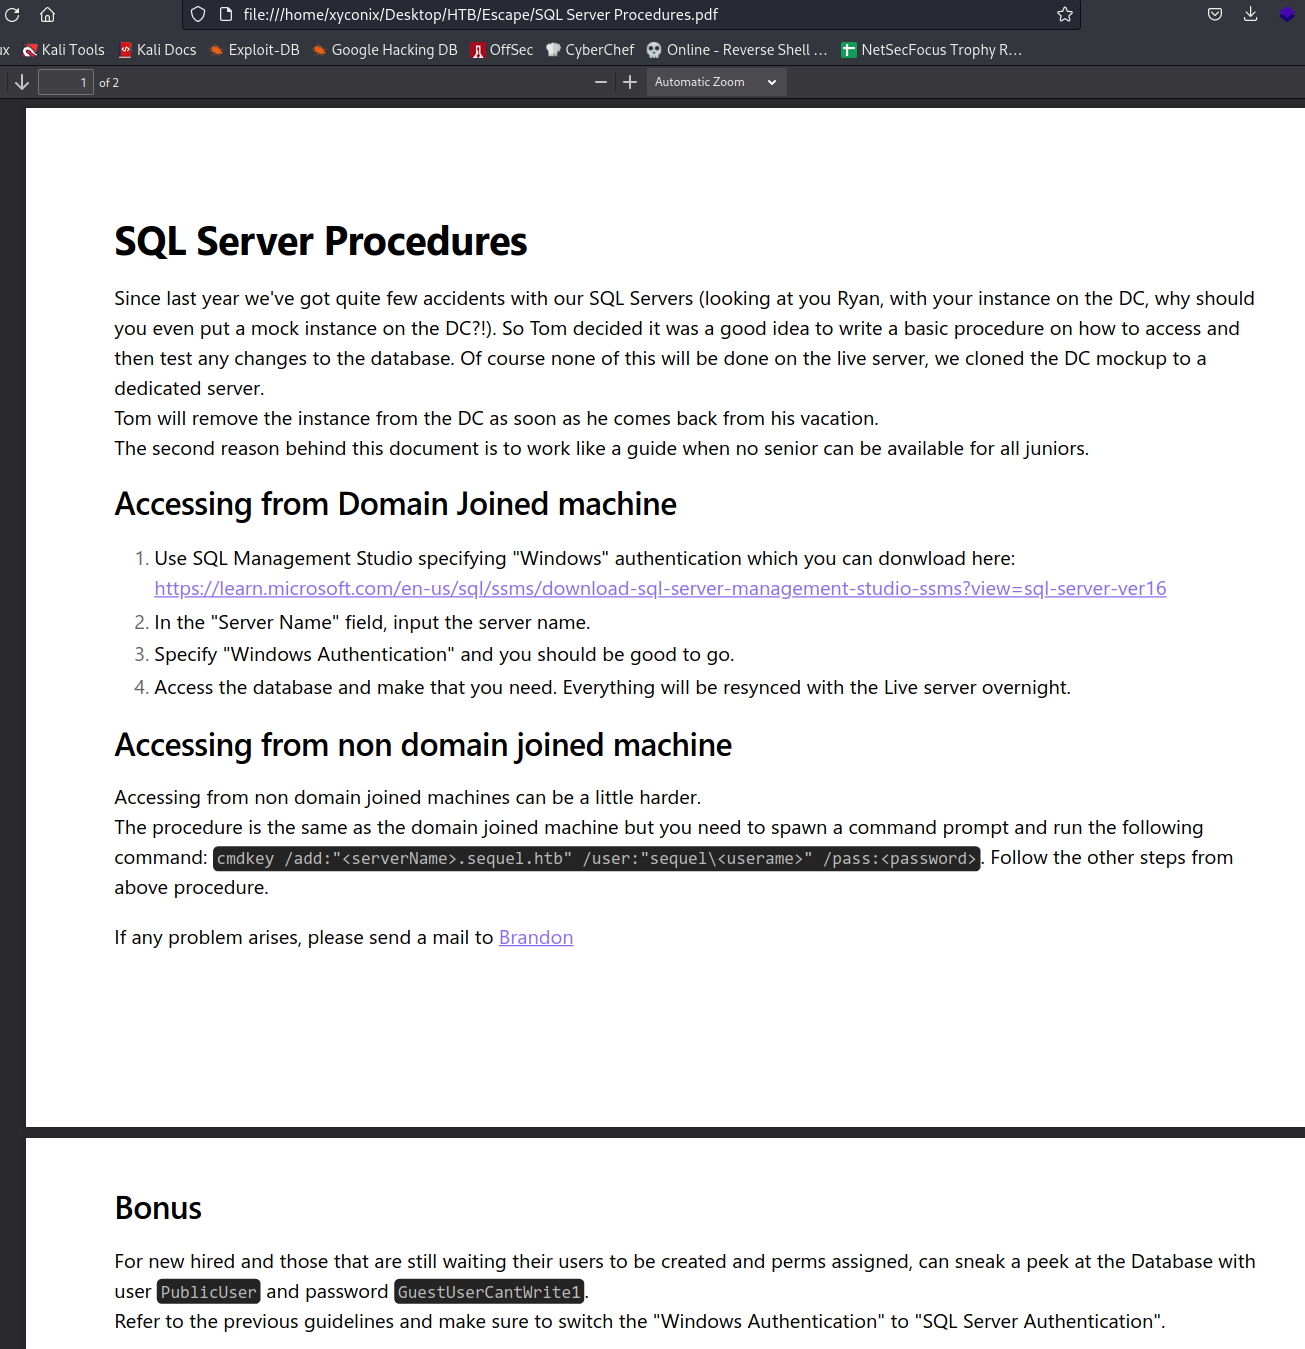 file:///home/xyconix/Desktop/HTB/Escape/SQL Server Procedures.pdf
ux Kali Tools Kali Docs Exploit-DB Google Hacking DB OffSec CyberChef Online - Reverse Shell … NetSecFocus Trophy R…
1 of 2 Automatic Zoom
SQL Server Procedures
Since last year we've got quite few accidents with our SQL Servers (looking at you Ryan, with your instance on the DC, why should
you even put a mock instance on the DC?!). So Tom decided it was a good idea to write a basic procedure on how to access and
then test any changes to the database. Of course none of this will be done on the live server, we cloned the DC mockup to a
dedicated server.
Tom will remove the instance from the DC as soon as he comes back from his vacation.
The second reason behind this document is to work like a guide when no senior can be available for all juniors.
Accessing from Domain Joined machine
1. Use SQL Management Studio specifying "Windows" authentication which you can donwload here:
https://learn.microsoft.com/en-us/sql/ssms/download-sql-server-management-studio-ssms?view=sql-server-ver16
2. In the "Server Name" field, input the server name.
3. Specify "Windows Authentication" and you should be good to go.
4. Access the database and make that you need. Everything will be resynced with the Live server overnight.
Accessing from non domain joined machine
Accessing from non domain joined machines can be a little harder.
The procedure is the same as the domain joined machine but you need to spawn a command prompt and run the following
command: cmdkey /add:"<serverName>.sequel.htb" /user:"sequel\<userame>" /pass:<password>. Follow the other steps from
above procedure.
If any problem arises, please send a mail to Brandon
Bonus
For new hired and those that are still waiting their users to be created and perms assigned, can sneak a peek at the Database with
user PublicUser and password GuestUserCantWrite1.
Refer to the previous guidelines and make sure to switch the "Windows Authentication" to "SQL Server Authentication".